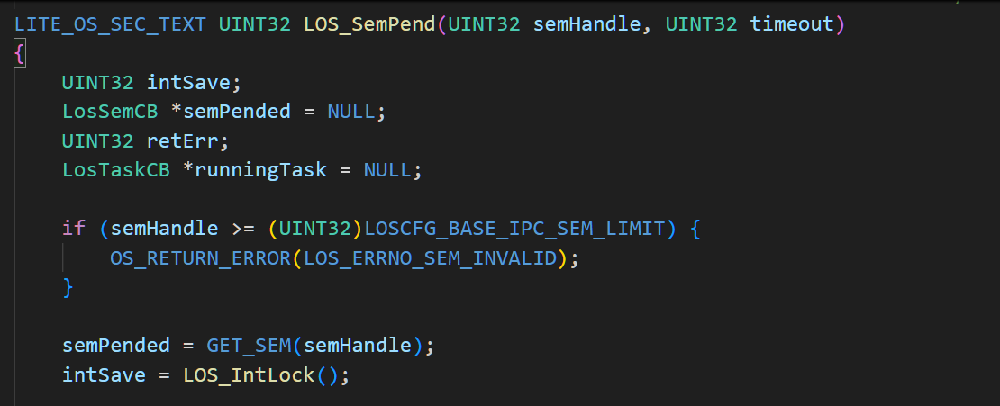 LITE_OS_SEC_TEXT UINT32 LOS_SemPend(UINT32 semHandle, UINT32 timeout)
{
    UINT32 intSave;
    LosSemCB *semPended = NULL;
    UINT32 retErr;
    LosTaskCB *runningTask = NULL;

    if (semHandle >= (UINT32)LOSCFG_BASE_IPC_SEM_LIMIT) {
        OS_RETURN_ERROR(LOS_ERRNO_SEM_INVALID);
    }

    semPended = GET_SEM(semHandle);
    intSave = LOS_IntLock();